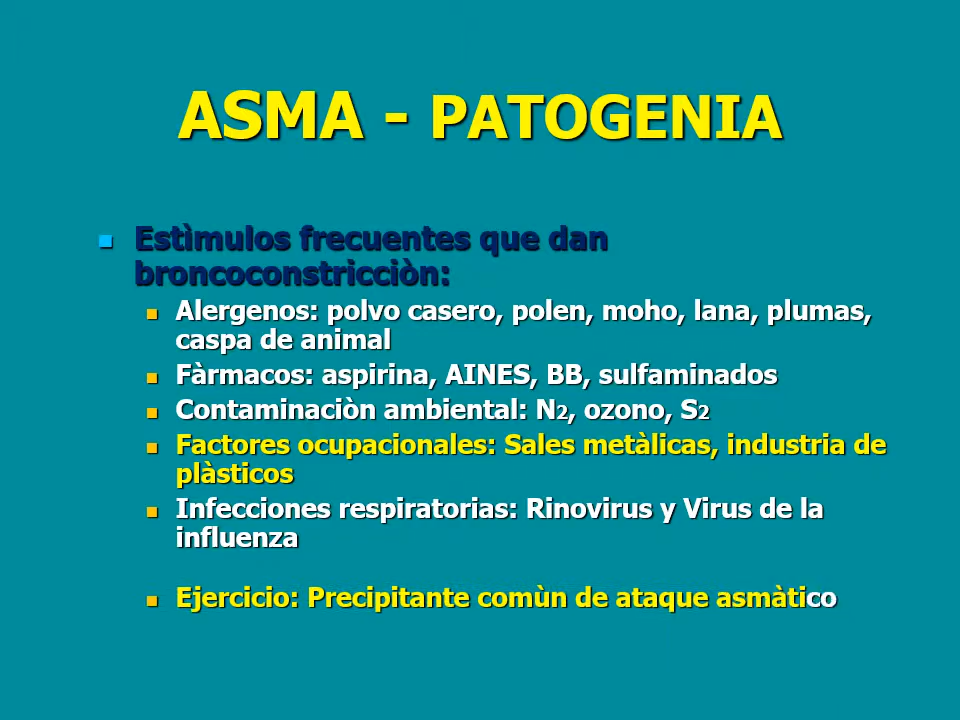 ASMA - PATOGENIA
Estìmulos frecuentes que dan
broncoconstricciòn:
Alergenos: polvo casero, polen, moho, lana, plumas,
caspa de animal
Fàrmacos: aspirina, AINES, BB, sulfaminados
Contaminaciòn ambiental: N2, ozono, S2
Factores ocupacionales: Sales metàlicas, industria de
plàsticos
Infecciones respiratorias: Rinovirus y Virus de la
influenza
Ejercicio: Precipitante comùn de ataque asmàtico